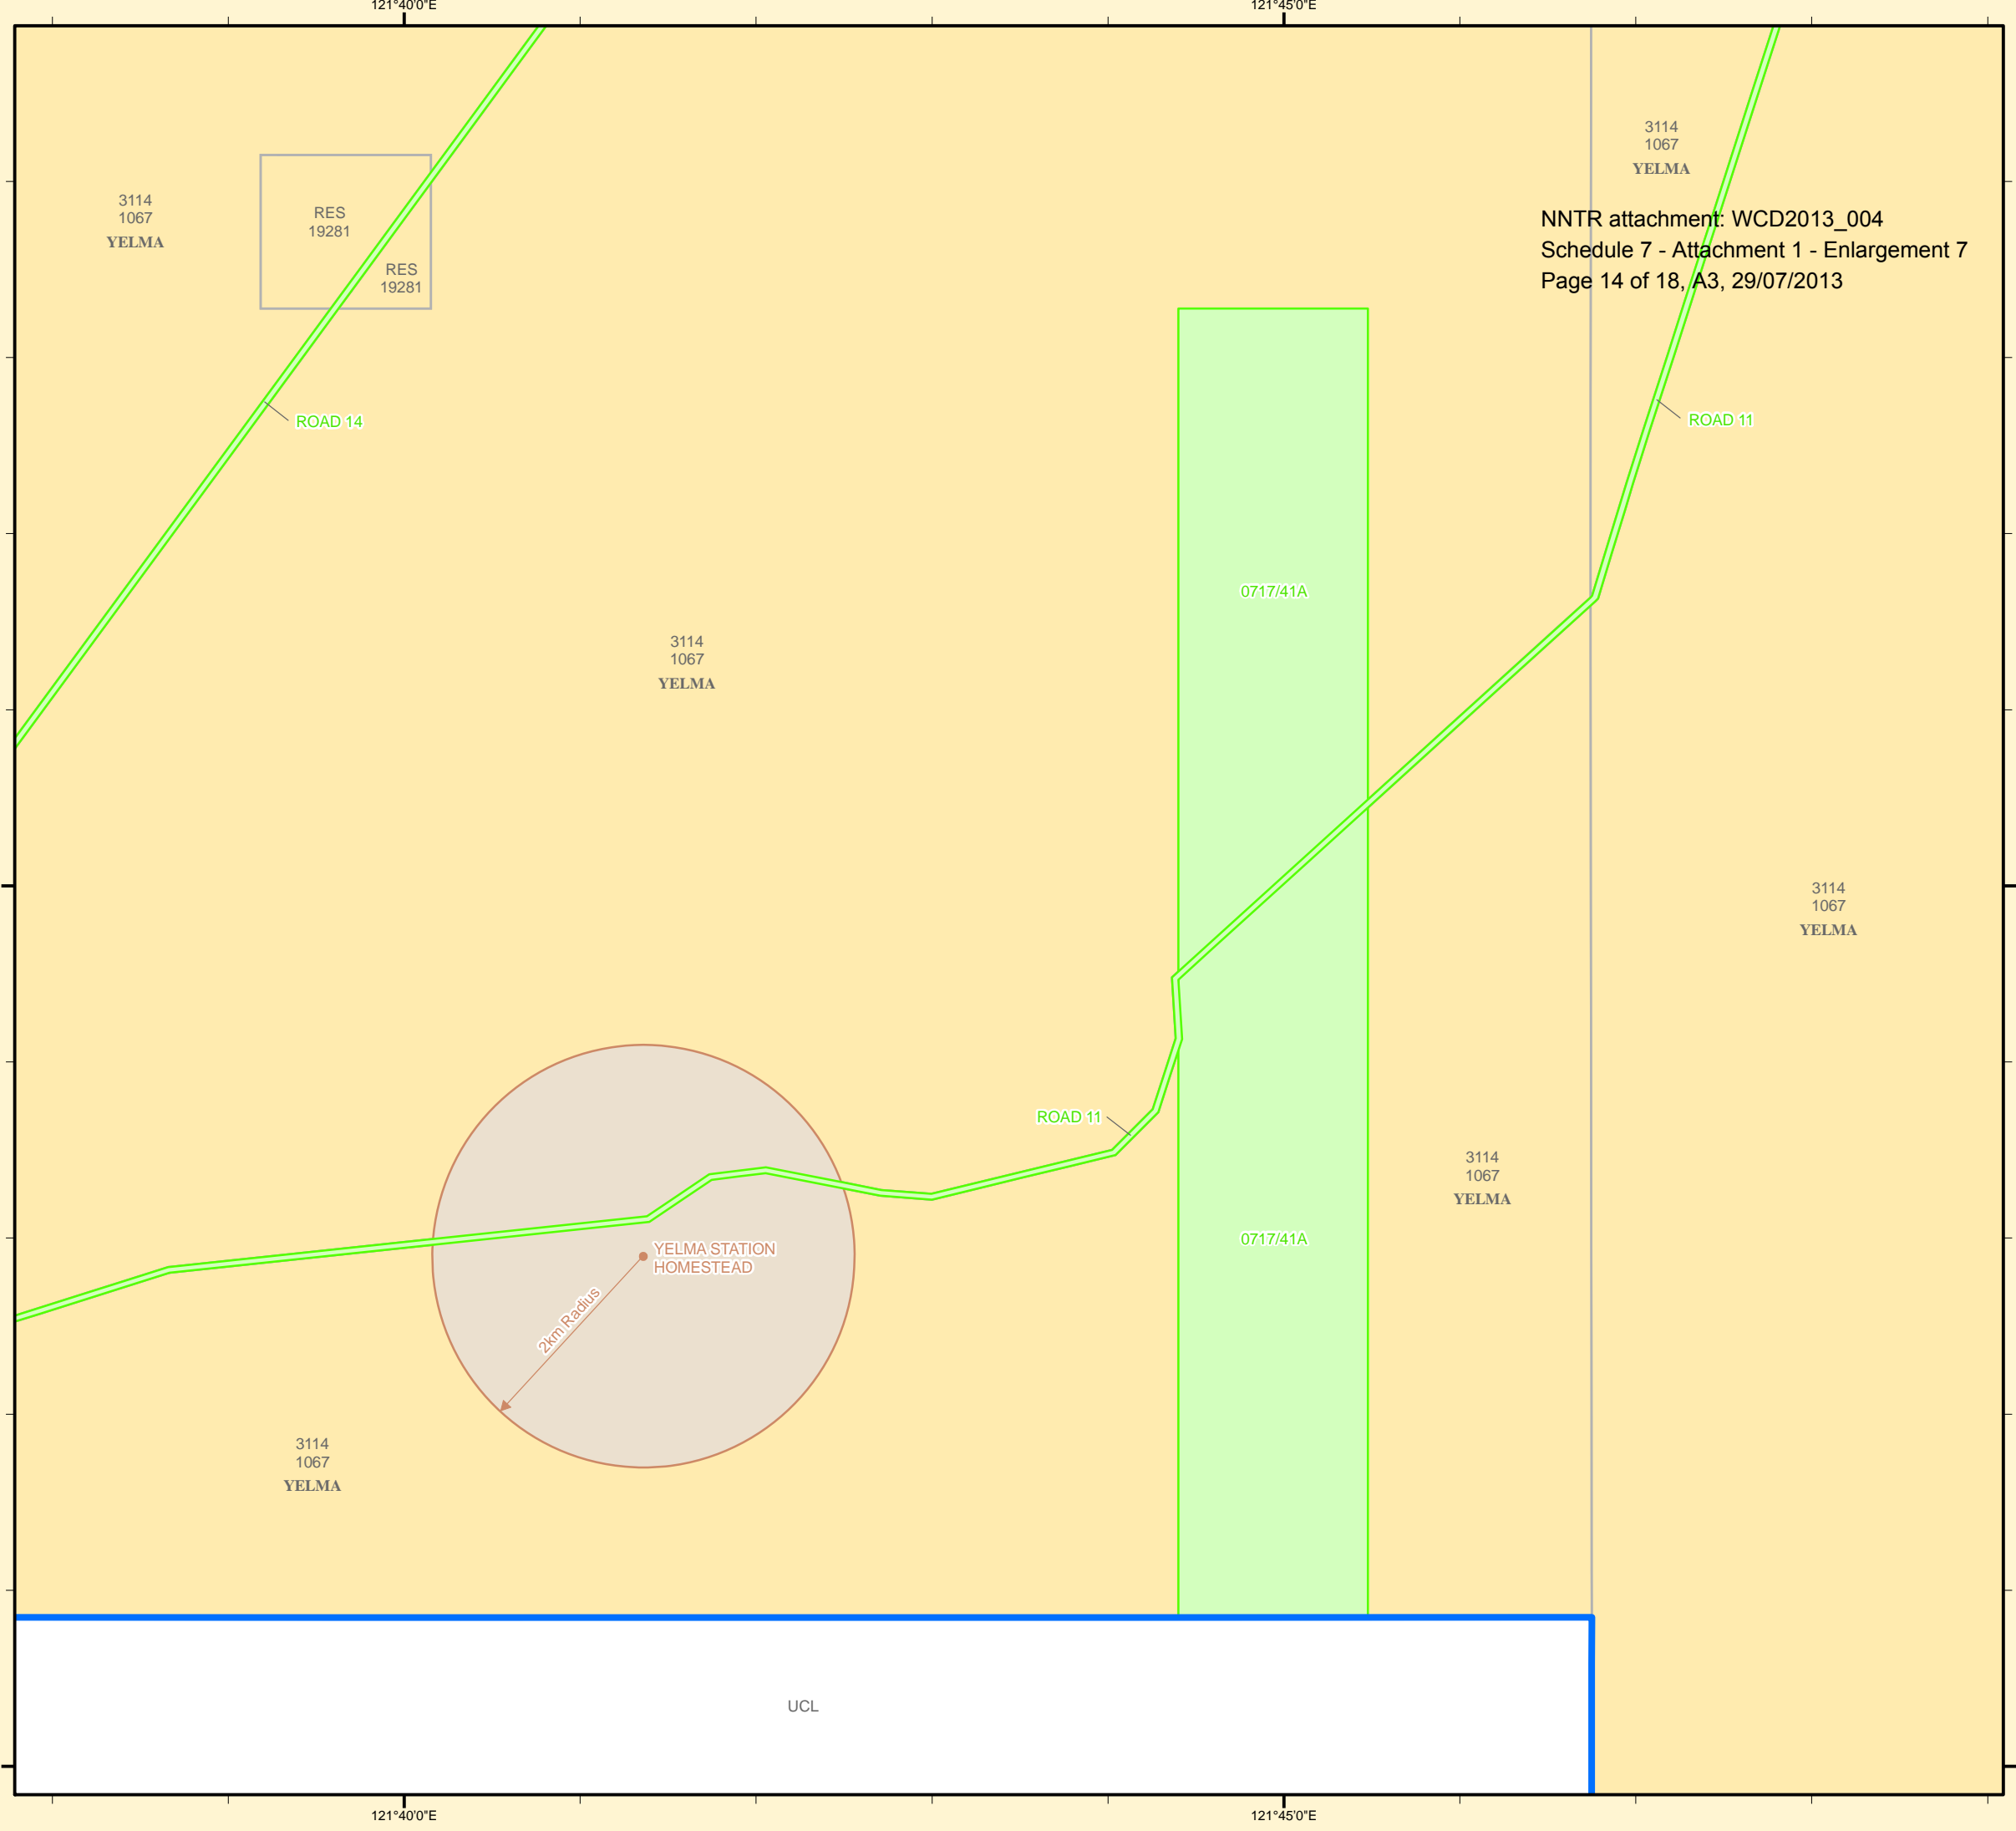 121°40'0"E
121°45'0"E
3114
1067
YELMA
NNTR attachment: WCD2013_004
Schedule 7 - Attachment 1 - Enlargement 7
Page 14 of 18, A3, 29/07/2013
3114
1067
YELMA
RES
19281
RES
19281
ROAD 14
ROAD 11
0717/41A
3114
1067
YELMA
3114
1067
YELMA
ROAD 11
3114
1067
YELMA
0717/41A
YELMA STATION
HOMESTEAD
2km Radius
3114
1067
YELMA
UCL
121°40'0"E
121°45'0"E